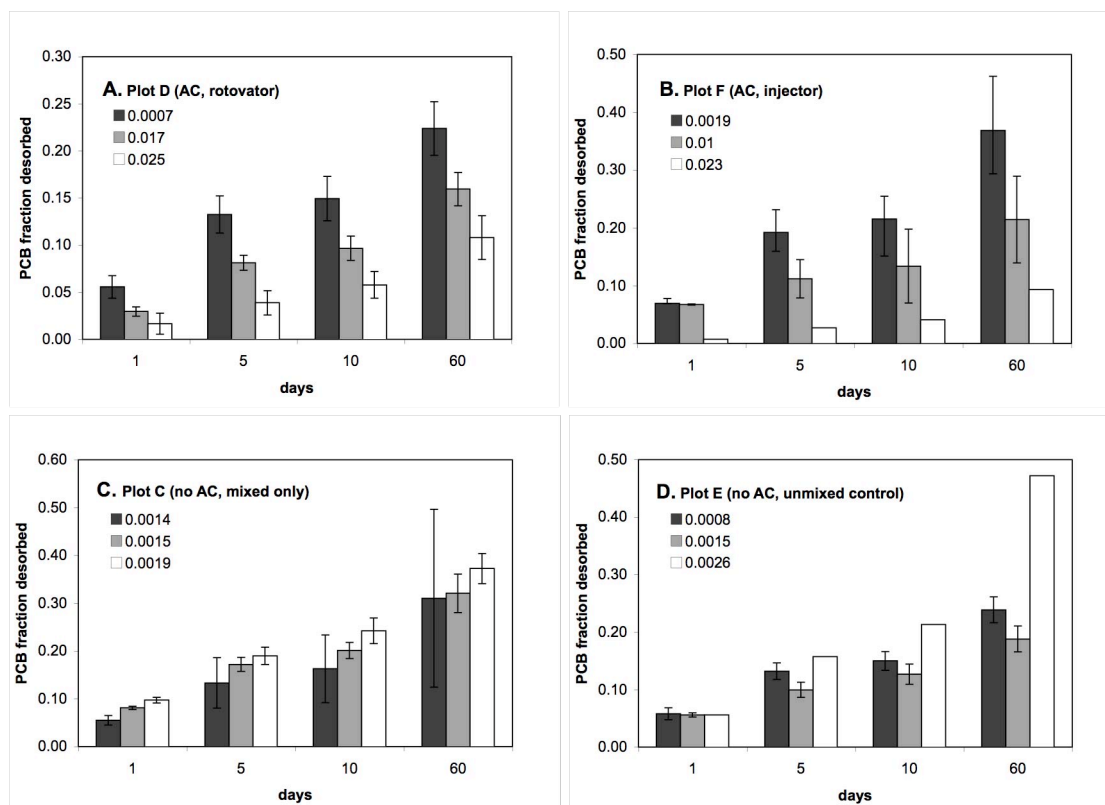 A. Plot D (AC, rotovator)
0.0007
0.017
0.025
PCB fraction desorbed
0.30
0.25
0.20
0.15
0.10
0.05
0.00
1 5 10 60
days
B. Plot F (AC, injector)
0.0019
0.01
0.023
PCB fraction desorbed
0.50
0.40
0.30
0.20
0.10
0.00
1 5 10 60
days
C. Plot C (no AC, mixed only)
0.0014
0.0015
0.0019
PCB fraction desorbed
0.60
0.50
0.40
0.30
0.20
0.10
0.00
1 5 10 60
days
D. Plot E (no AC, unmixed control)
0.0008
0.0015
0.0026
PCB fraction desorbed
0.50
0.40
0.30
0.20
0.10
0.00
1 5 10 60
days